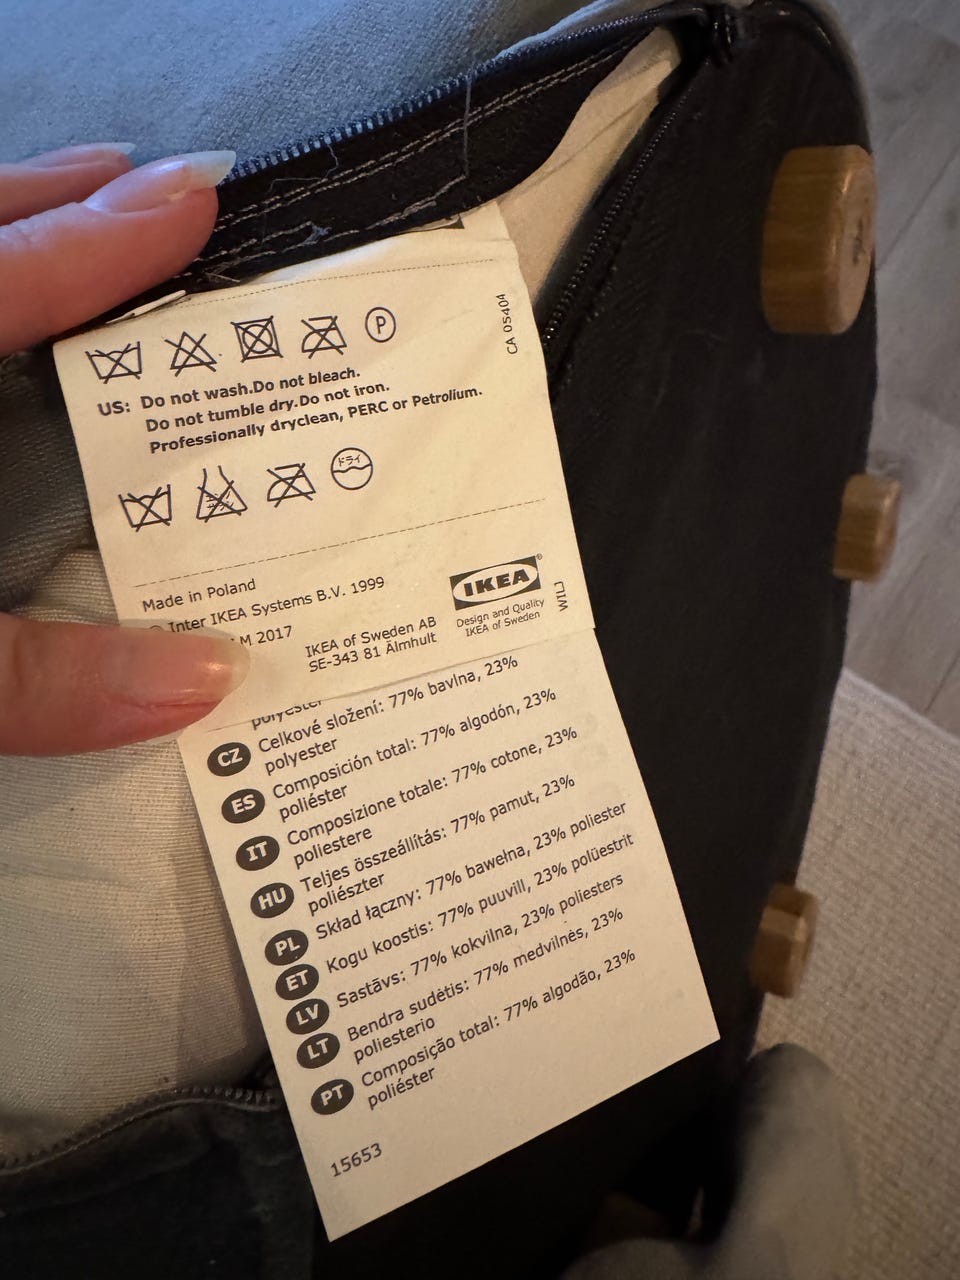 P
CA 05404
US: Do not wash.Do not bleach.
Do not tumble dry.Do not iron.
Professionally dryclean, PERC or Petrolium.
ドライ
Made in Poland
Inter IKEA Systems B.V. 1999
M 2017
IKEA of Sweden AB
SE-343 81 Älmhult
IKEA®
Design and Quality
IKEA of Sweden
polyester
CZ Celkové složení: 77% bavlna, 23%
polyester
ES Composición total: 77% algodón, 23%
poliéster
IT Composizione totale: 77% cotone, 23%
poliestere
HU Teljes összeállítás: 77% pamut, 23%
poliészter
PL Skład łączny: 77% bawełna, 23% poliester
ET Kogu koostis: 77% puuvill, 23% polüestrit
LV Sastāvs: 77% kokvilna, 23% poliesters
LT Bendra sudėtis: 77% medvilnės, 23%
poliesterio
PT Composição total: 77% algodão, 23%
poliéster
15653